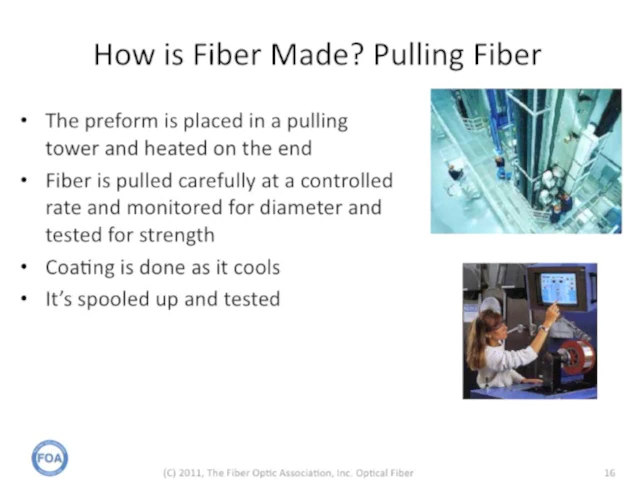 How is Fiber Made? Pulling Fiber
• The preform is placed in a pulling
tower and heated on the end
• Fiber is pulled carefully at a controlled
rate and monitored for diameter and
tested for strength
• Coating is done as it cools
• It's spooled up and tested
FOA
(C) 2011, The Fiber Optic Association, Inc. Optical Fiber
16